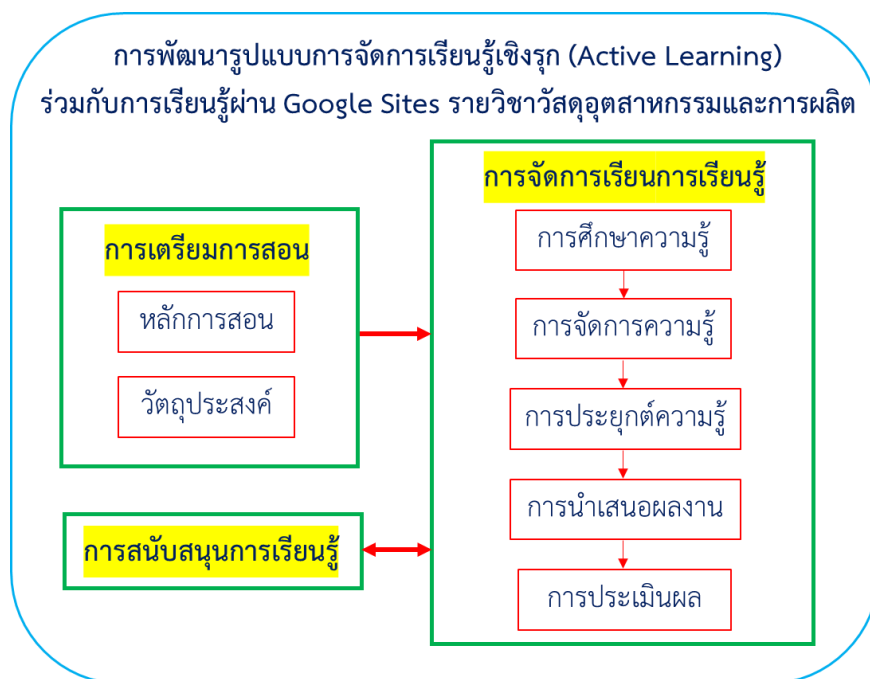 การพัฒนารูปแบบการจัดการเรียนรู้เชิงรุก (Active Learning)
ร่วมกับการเรียนรู้ผ่าน Google Sites รายวิชาวัสดุอุตสาหกรรมและการผลิต
การเตรียมการสอน
หลักการสอน
วัตถุประสงค์
การสนับสนุนการเรียนรู้
การจัดการเรียนการเรียนรู้
การศึกษาความรู้
การจัดการความรู้
การประยุกต์ความรู้
การนำเสนอผลงาน
การประเมินผล